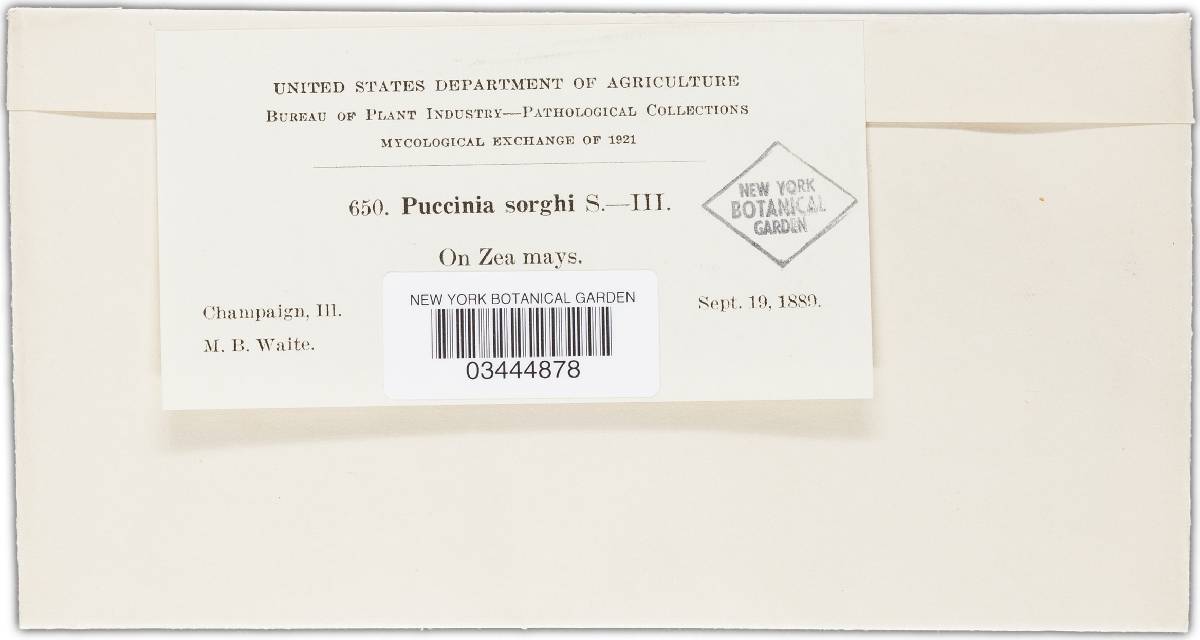 UNITED STATES DEPARTMENT OF AGRICULTURE
BUREAU OF PLANT INDUSTRY—PATHOLOGICAL COLLECTIONS
MYCOLOGICAL EXCHANGE OF 1921
650. Puccinia sorghi S.—III.
NEW YORK
BOTANICAL
GARDEN
On Zea mays.
Champaign, Ill.
Sept. 19, 1889.
M. B. Waite.
NEW YORK BOTANICAL GARDEN
03444878